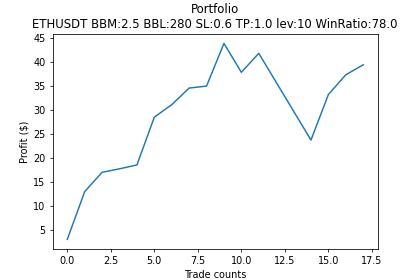 Portfolio
ETHUSDT BBM:2.5 BBL:280 SL:0.6 TP:1.0 lev:10 WinRatio:78.0
45
40
35
30
25
20
15
10
5
Profit ($)
0.0 2.5 5.0 7.5 10.0 12.5 15.0 17.5
Trade counts